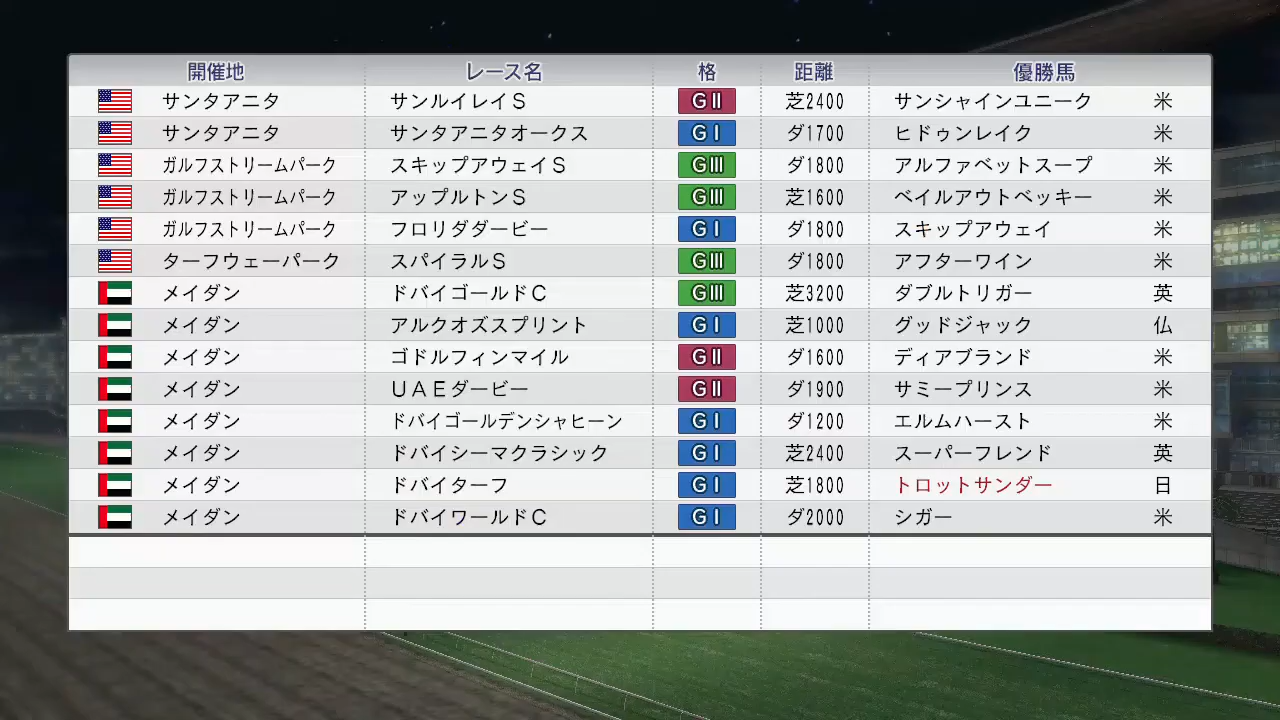 開催地 レース名 格 距離 優勝馬
サンタアニタ サンルイレイS GⅡ 芝2400 サンシャインユニーク 米
サンタアニタ サンタアニタオークス GⅠ ダ1700 ヒドゥンレイク 米
ガルフストリームパーク スキップアウェイS GⅢ ダ1800 アルファベットスープ 米
ガルフストリームパーク アップルトンS GⅢ 芝1600 ベイルアウトベッキー 米
ガルフストリームパーク フロリダダービー GⅠ ダ1800 スキップアウェイ 米
ターフウェーパーク スパイラルS GⅢ ダ1800 アフターワイン 米
メイダン ドバイゴールドC GⅢ 芝3200 ダブルトリガー 英
メイダン アルクオズスプリント GⅠ 芝1000 グッドジャック 仏
メイダン ゴドルフィンマイル GⅡ ダ1600 ディアブランド 米
メイダン UAEダービー GⅡ ダ1900 サミープリンス 米
メイダン ドバイゴールデンシャヒーン GⅠ ダ1200 エルムハースト 米
メイダン ドバイシーマクラシック GⅠ 芝2400 スーパーフレンド 英
メイダン ドバイターフ GⅠ 芝1800 トロットサンダー 日
メイダン ドバイワールドC GⅠ ダ2000 シガー 米